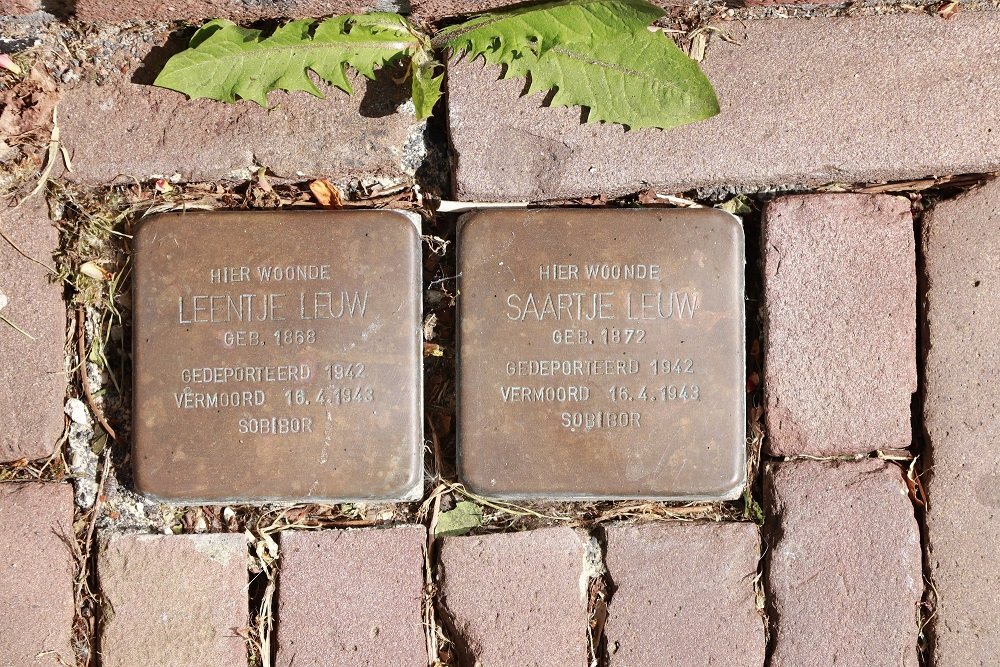 HIER WOONDE
LEENTJE LEUW
GEB. 1868
GEDEPORTEERD 1942
VERMOORD 16.4.1943
SOBIBOR
HIER WOONDE
SAARTJE LEUW
GEB. 1872
GEDEPORTEERD 1942
VERMOORD 16.4.1943
SOBIBOR